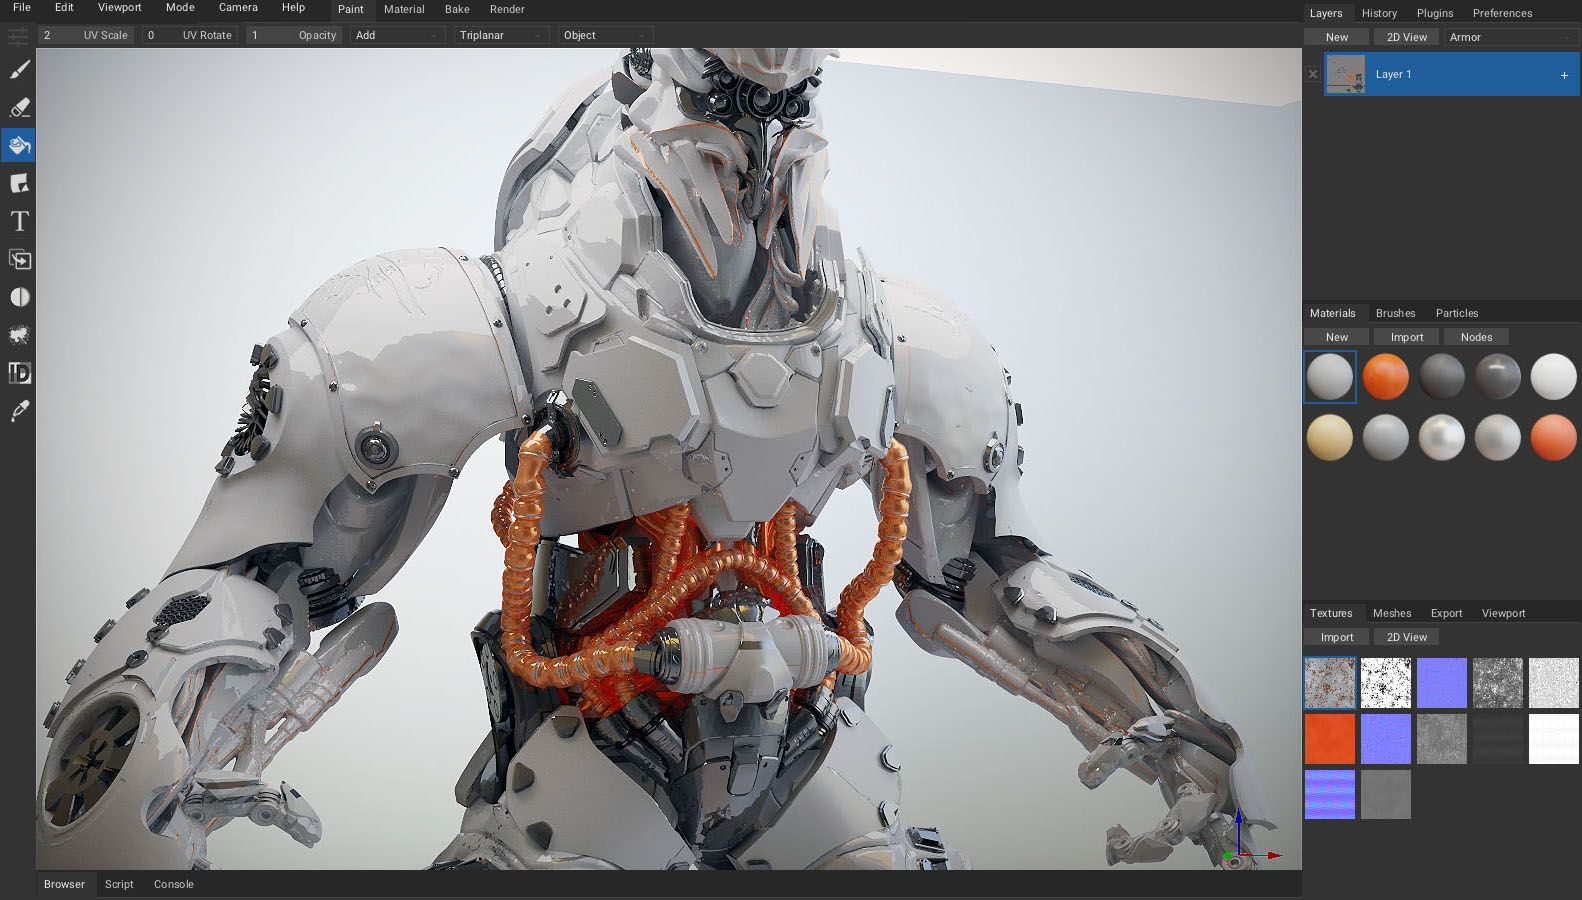 File Edit Viewport Mode Camera Help Paint Material Bake Render
2 UV Scale 0 UV Rotate 1 Opacity Add Triplanar Object
T
ID
Browser Script Console
Layers History Plugins Preferences
New 2D View Armor
Layer 1 +
Materials Brushes Particles
New Import Nodes
Textures Meshes Export Viewport
Import 2D View